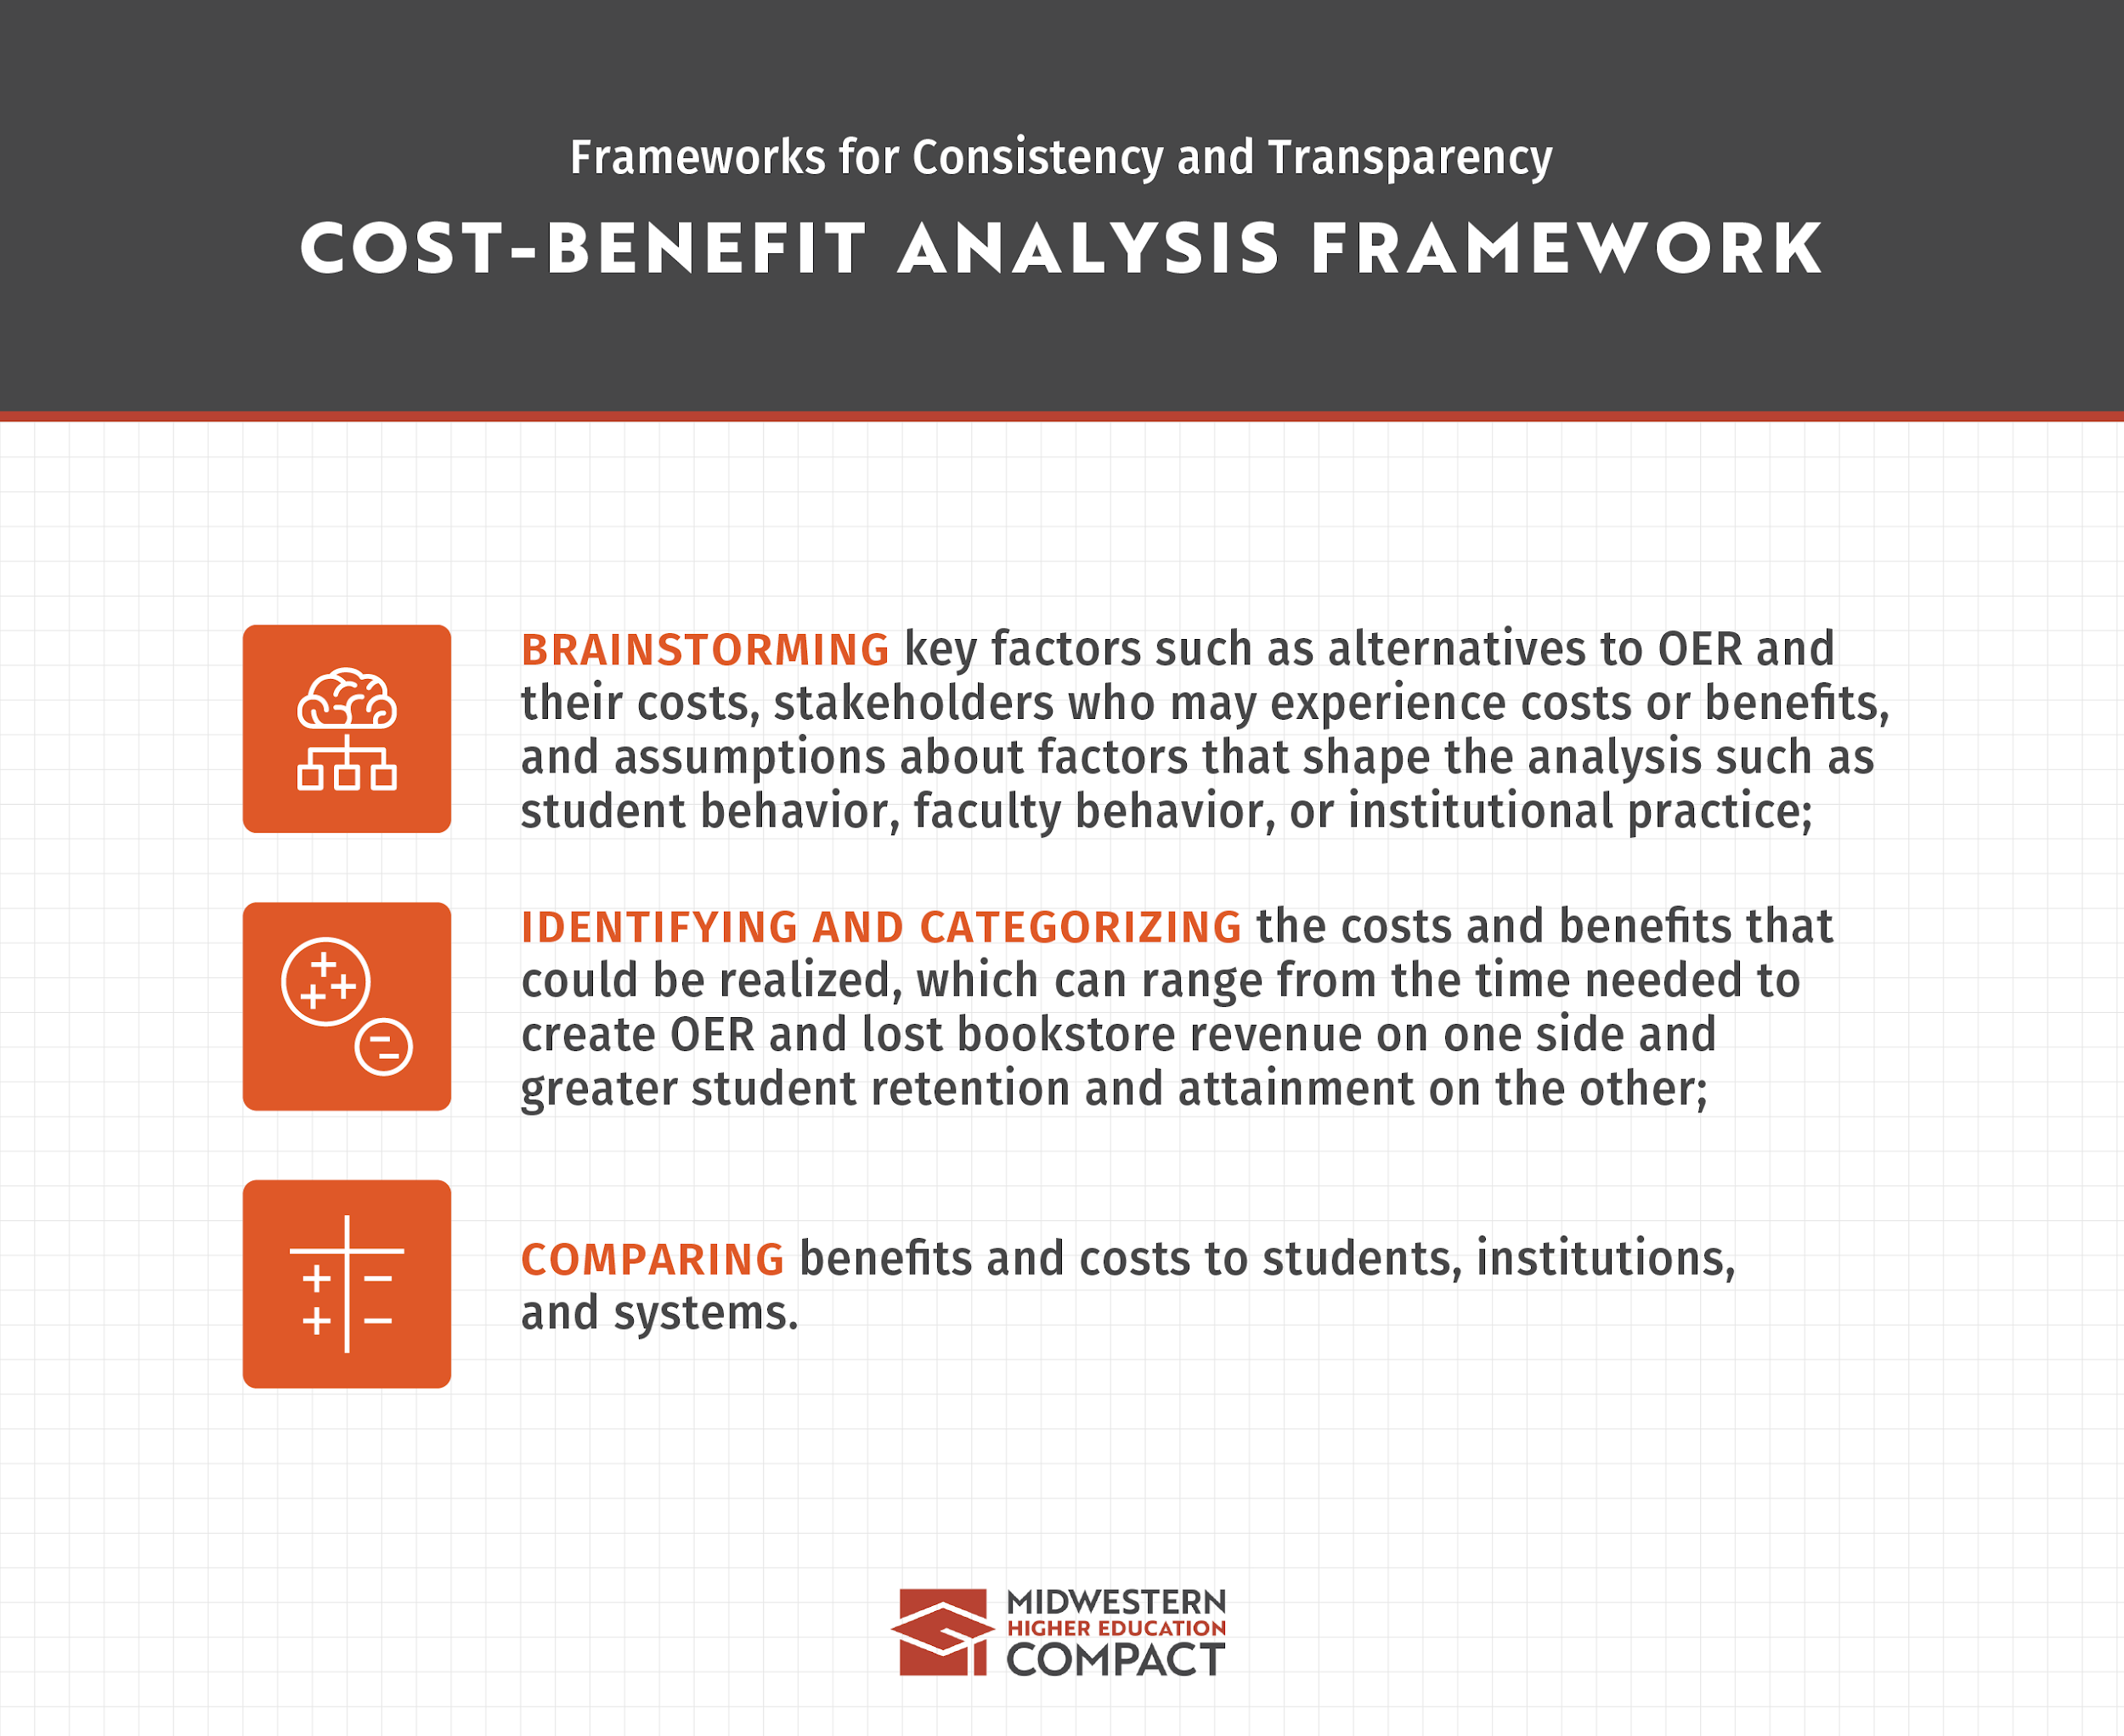 Frameworks for Consistency and Transparency
COST-BENEFIT ANALYSIS FRAMEWORK
BRAINSTORMING key factors such as alternatives to OER and
their costs, stakeholders who may experience costs or benefits,
and assumptions about factors that shape the analysis such as
student behavior, faculty behavior, or institutional practice;
IDENTIFYING AND CATEGORIZING the costs and benefits that
could be realized, which can range from the time needed to
create OER and lost bookstore revenue on one side and
greater student retention and attainment on the other;
COMPARING benefits and costs to students, institutions,
and systems.
MIDWESTERN
HIGHER EDUCATION
COMPACT